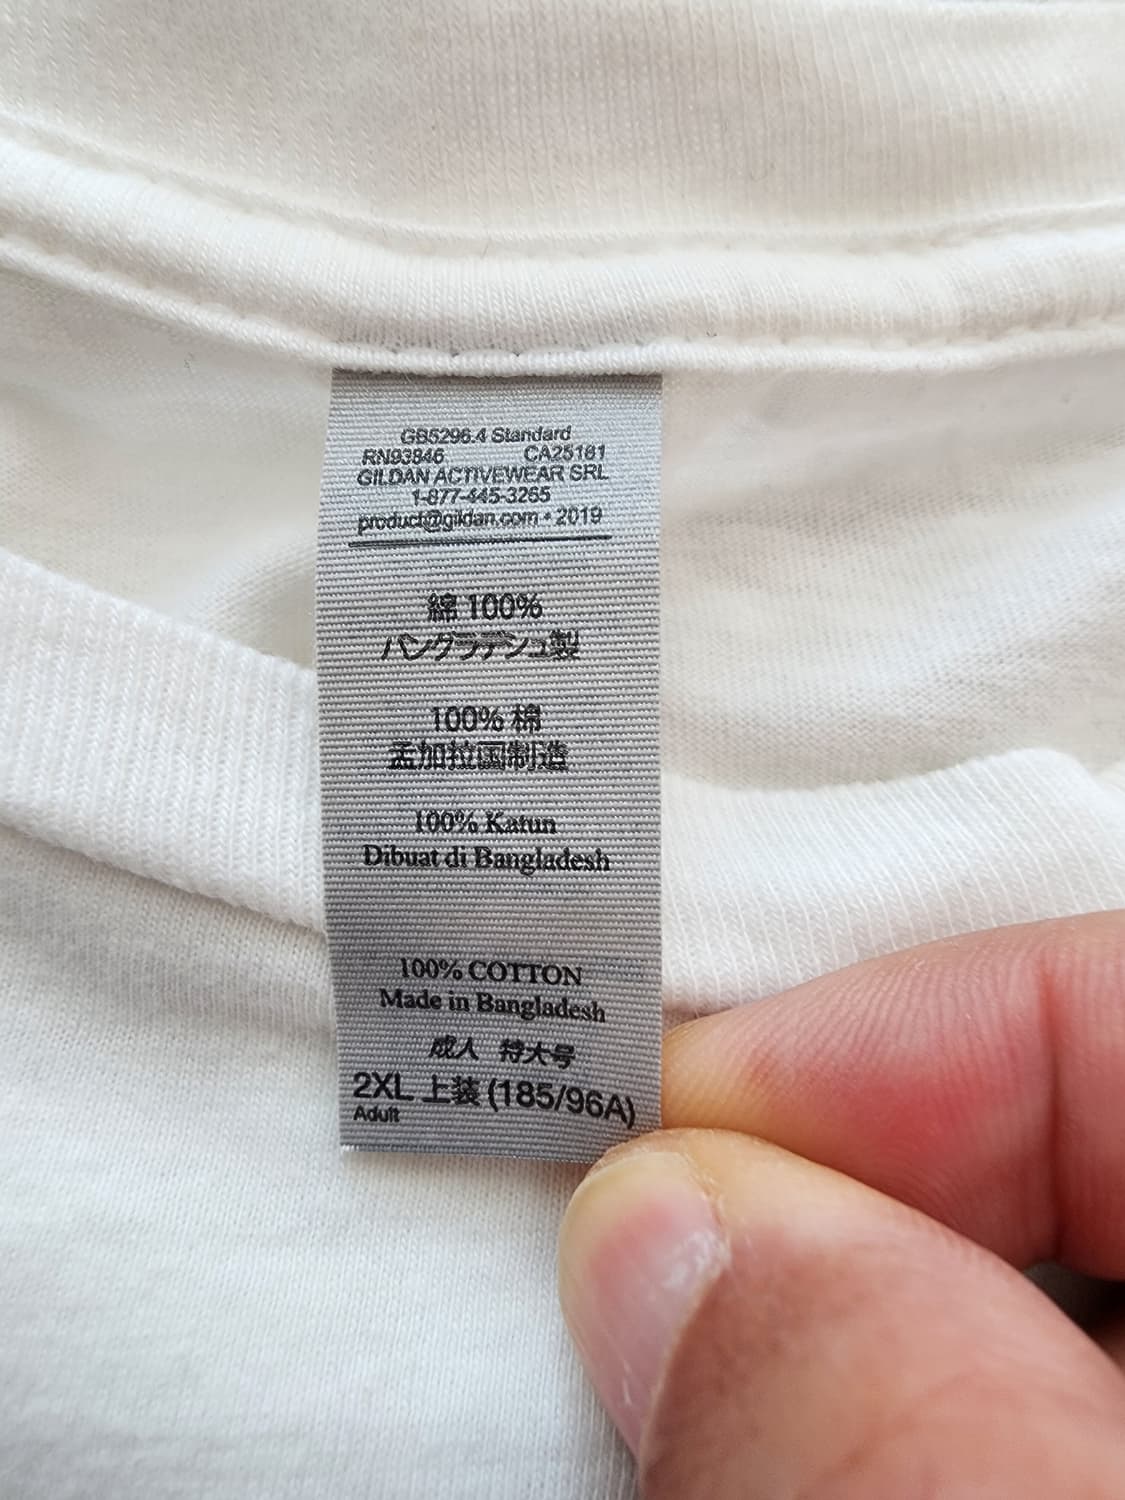 GB5296.4 Standard
RN93846 CA25181
GILDAN ACTIVEWEAR SRL
1-877-445-3265
product@gildan.com • 2019
綿 100%
バングラデシュ製
100% 棉
孟加拉国制造
100% Katun
Dibuat di Bangladesh
100% COTTON
Made in Bangladesh
成人 特大号
2XL 上装 (185/96A)
Adult